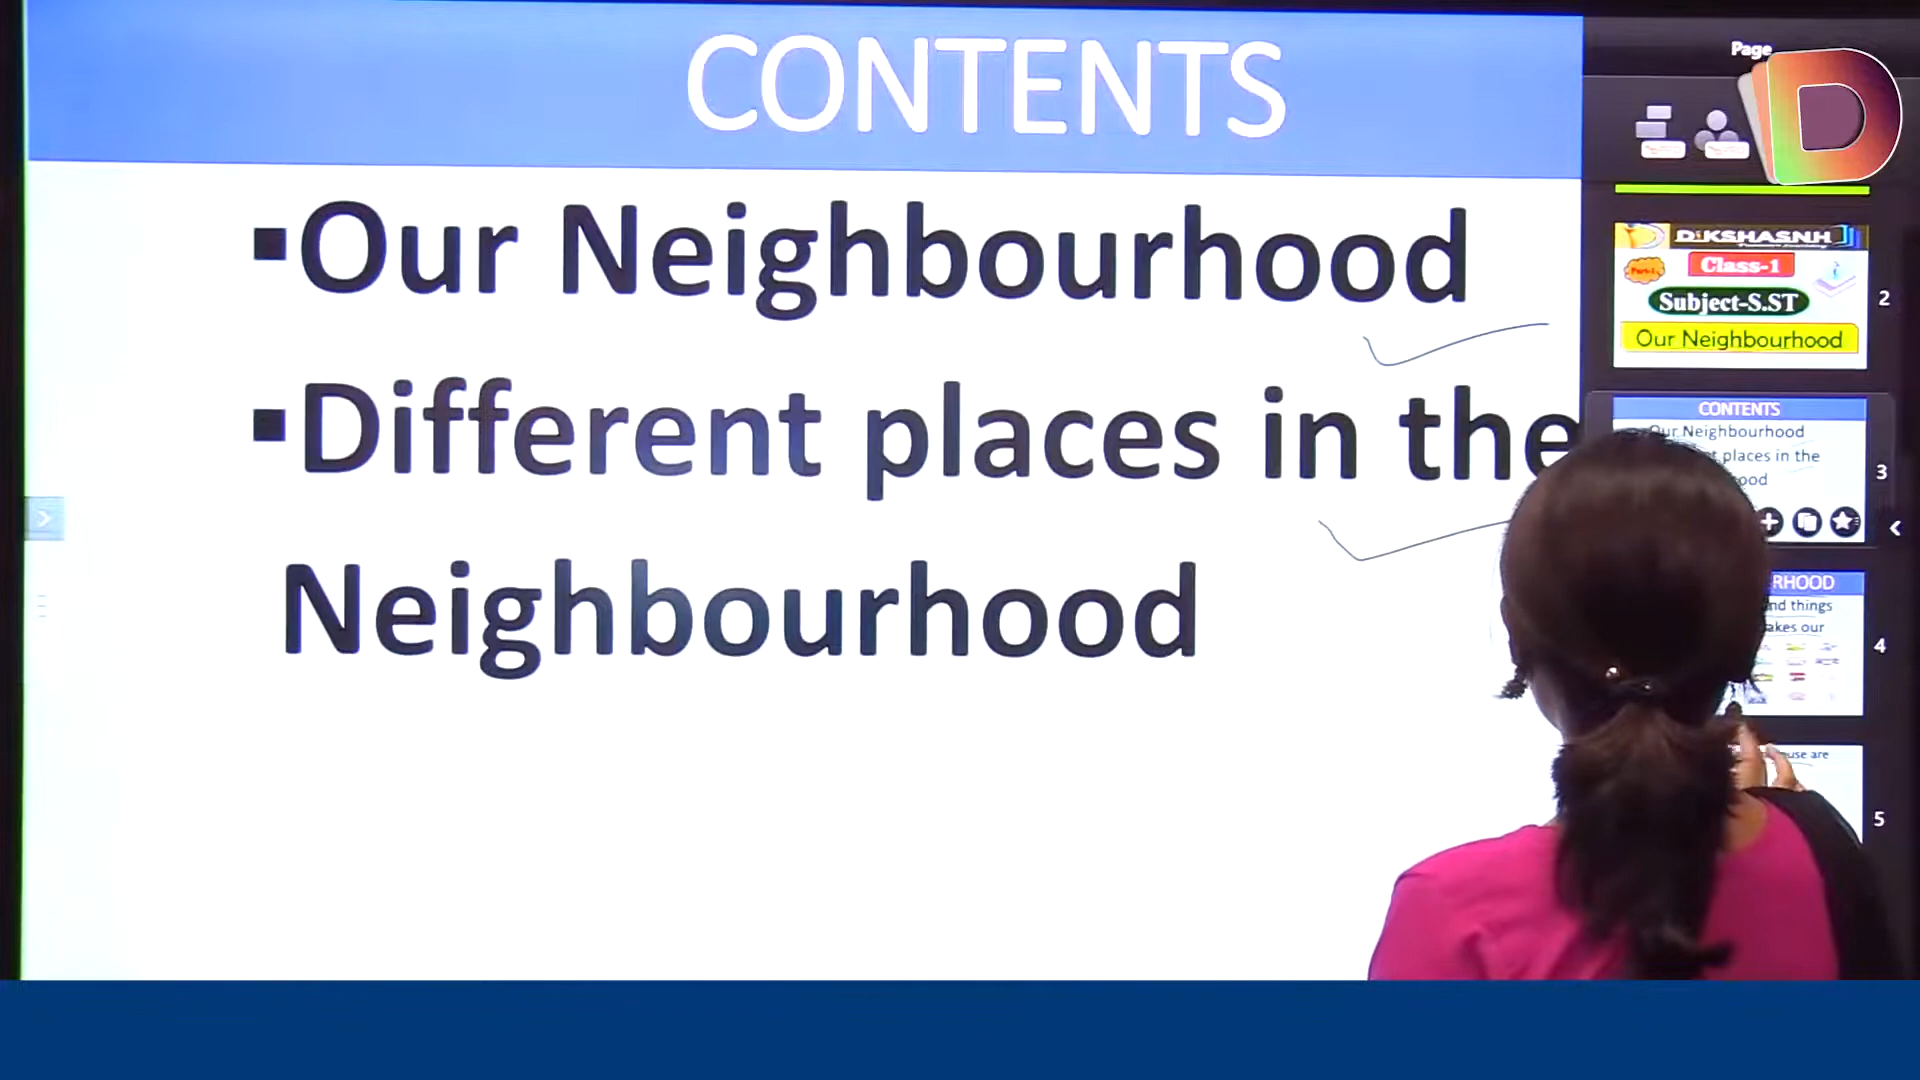 CONTENTS
▪Our Neighbourhood
▪Different places in the
Neighbourhood
Page
D
DIKSHASNH
Class-1
Subject-S.ST
Our Neighbourhood
2
CONTENTS
Our Neighbourhood
places in the
3
RHOOD
nd things
akes our
4
use are
5